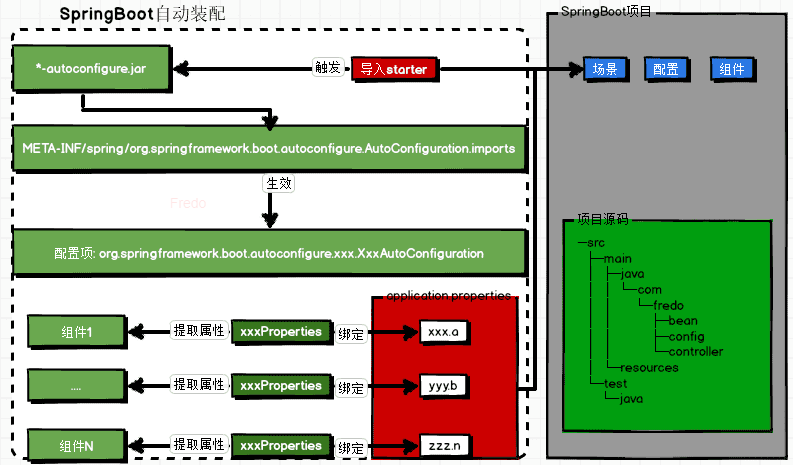 SpringBoot自动装配
SpringBoot项目
*-autoconfigure.jar
触发
导入starter
场景
配置
组件
META-INF/spring/org.springframework.boot.autoconfigure.AutoConfiguration.imports
生效
Fredo
配置项: org.springframework.boot.autoconfigure.xxx.XxxAutoConfiguration
项目源码
src
main
java
com
fredo
bean
config
controller
resources
test
java
application properties
组件1
提取属性
xxxProperties
绑定
xxx.a
....
提取属性
xxxProperties
绑定
yyy.b
组件N
提取属性
xxxProperties
绑定
zzz.n